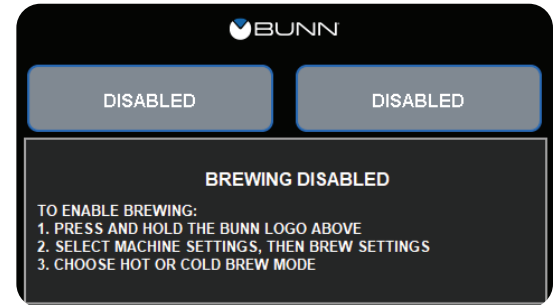 BUNN
DISABLED
DISABLED
BREWING DISABLED
TO ENABLE BREWING:
1. PRESS AND HOLD THE BUNN LOGO ABOVE
2. SELECT MACHINE SETTINGS, THEN BREW SETTINGS
3. CHOOSE HOT OR COLD BREW MODE